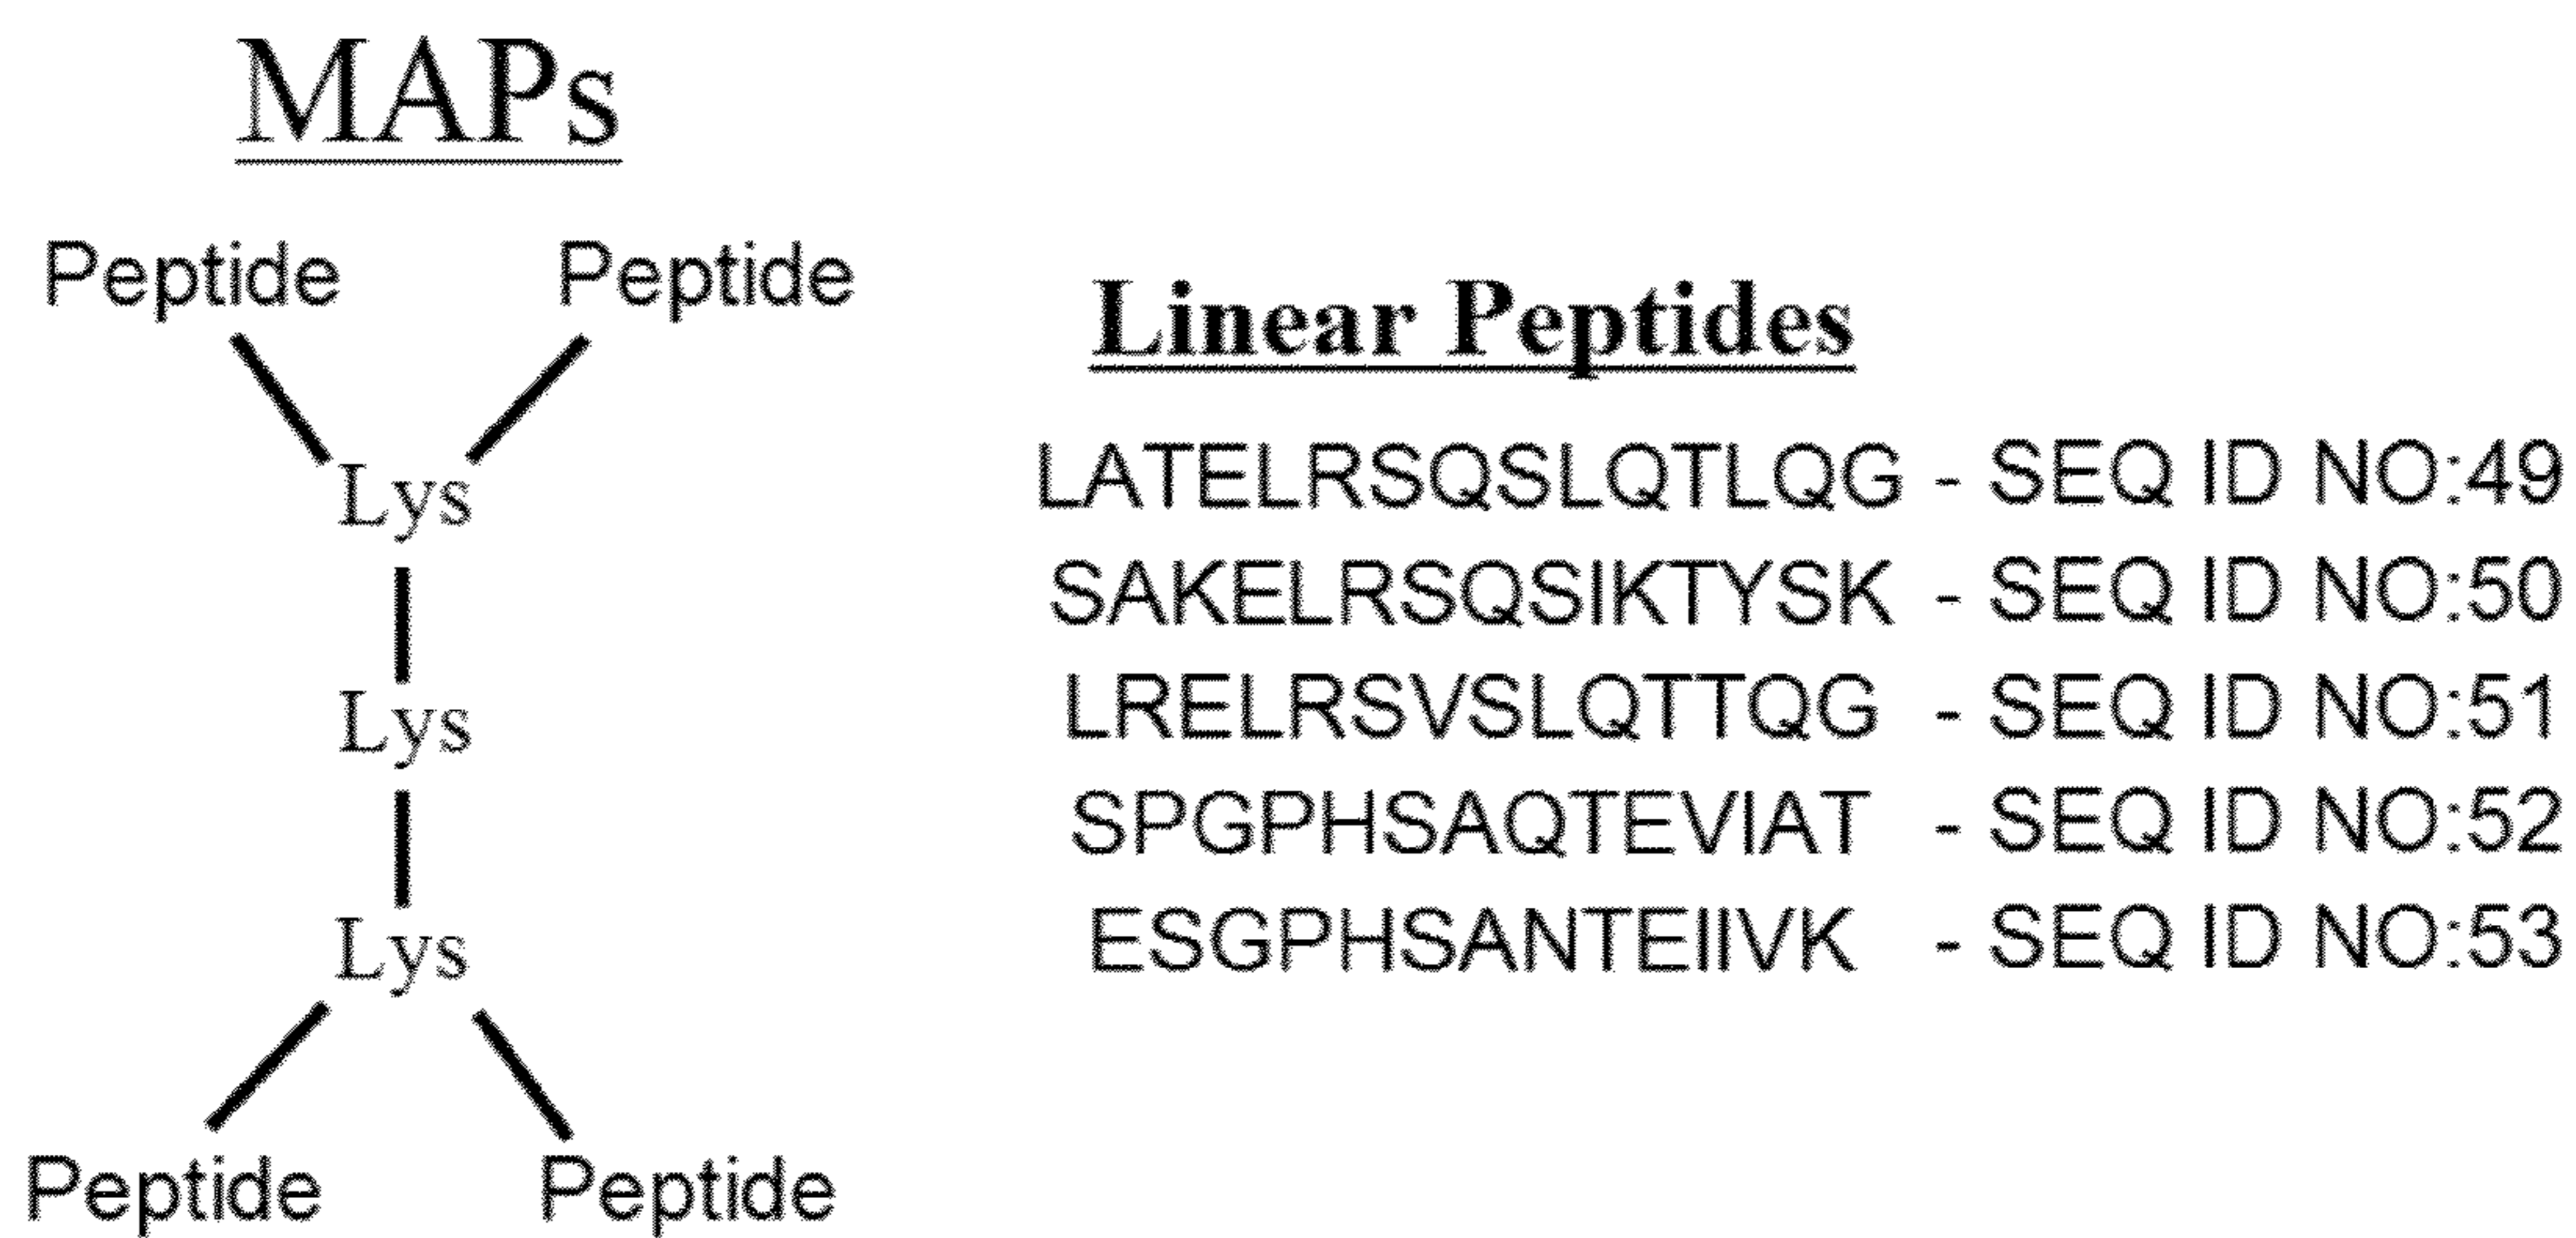 MAPs
Peptide Peptide
Lys
Lys
Lys
Peptide Peptide
Linear Peptides
LATELRSQSLQTLQG - SEQ ID NO:49
SAKELRSQSIKTYSK - SEQ ID NO:50
LRELRSVSLQTTQG - SEQ ID NO:51
SPGPHSAQTEVIAT - SEQ ID NO:52
ESGPHSANTEIIVK - SEQ ID NO:53